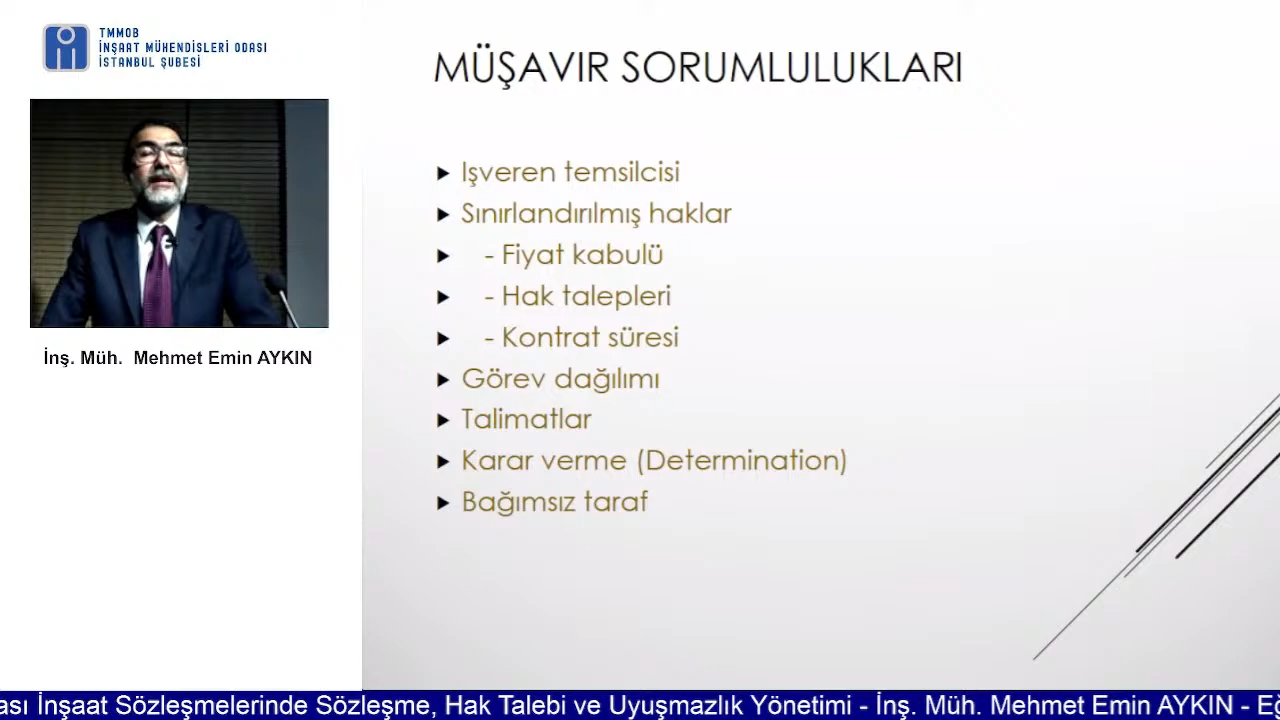 TMMOB
İNŞAAT MÜHENDİSLERİ ODASI
İSTANBUL ŞUBESİ
İnş. Müh. Mehmet Emin AYKIN
MÜŞAVIR SORUMLULUKLARI
Işveren temsilcisi
Sınırlandırılmış haklar
- Fiyat kabulü
- Hak talepleri
- Kontrat süresi
Görev dağılımı
Talimatlar
Karar verme (Determination)
Bağımsız taraf
ası İnşaat Sözleşmelerinde Sözleşme, Hak Talebi ve Uyuşmazlık Yönetimi - İnş. Müh. Mehmet Emin AYKIN - Eğ